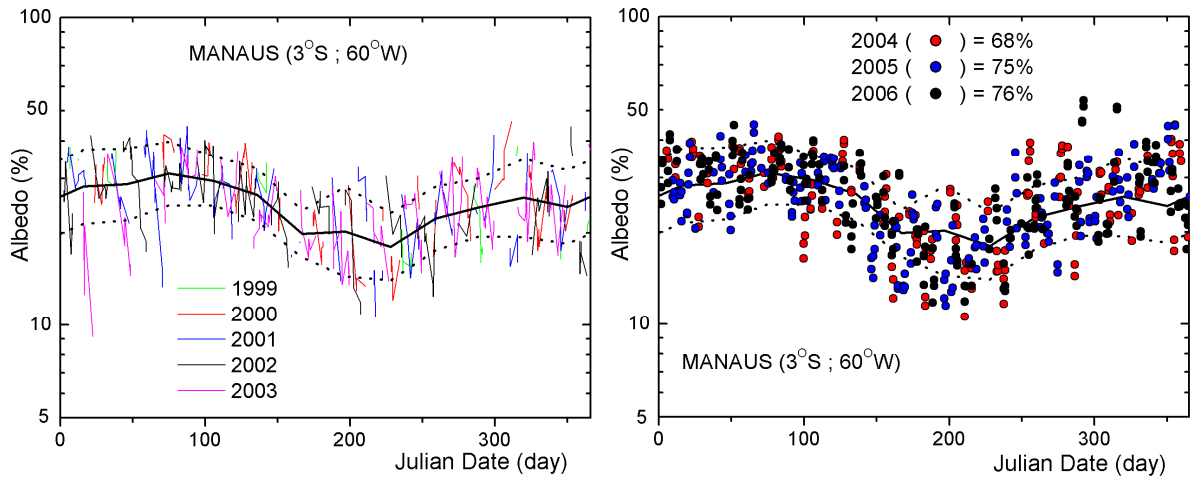 100
50
10
5
Albedo (%)
MANAUS (3°S ; 60°W)
1999
2000
2001
2002
2003
0
100
200
300
Julian Date (day)
100
50
10
5
Albedo (%)
2004 ( ) = 68%
2005 ( ) = 75%
2006 ( ) = 76%
MANAUS (3°S ; 60°W)
0
100
200
300
Julian Date (day)